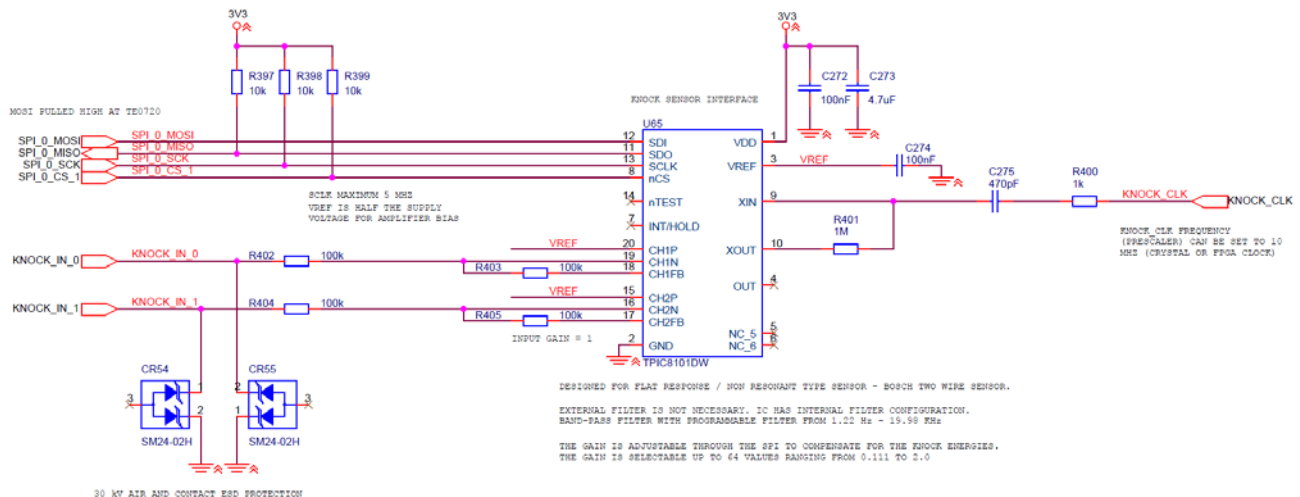 3V3
R397
10k
R398
10k
R399
10k
MOSI PULLED HIGH AT TE0720
SPI_0_MOSI
SPI_0_MISO
SPI_0_SCK
SPI_0_CS_1
SPI_0_MOSI
SPI_0_MISO
SPI_0_SCK
SPI_0_CS_1
SCLK MAXIMUM 5 MHZ
VREF IS HALF THE SUPPLY
VOLTAGE FOR AMPLIFIER BIAS
KNOCK_IN_0
KNOCK_IN_0
R402
100k
R403
100k
KNOCK_IN_1
KNOCK_IN_1
R404
100k
R405
100k
VREF
VREF
INPUT GAIN = 1
CR54
1
2
3
SM24-02H
CR55
2
1
3
SM24-02H
30 kV AIR AND CONTACT ESD PROTECTION
KNOCK SENSOR INTERFACE
U65
12 SDI
11 SDO
13 SCLK
8 nCS
14 nTEST
7 INT/HOLD
20 CH1P
19 CH1N
18 CH1FB
15 CH2P
16 CH2N
17 CH2FB
2 GND
VDD 1
VREF 3
XIN 9
XOUT 10
OUT 4
NC_5 5
NC_6 6
TPIC8101DW
3V3
C272
100nF
C273
4.7uF
VREF
C274
100nF
C275
470pF
R400
1k
R401
1M
KNOCK_CLK
KNOCK_CLK
KNOCK_CLK FREQUENCY
(PRESCALER) CAN BE SET TO 10
MHZ (CRYSTAL OR FPGA CLOCK)
DESIGNED FOR FLAT RESPONSE / NON RESONANT TYPE SENSOR - BOSCH TWO WIRE SENSOR.
EXTERNAL FILTER IS NOT NECESSARY. IC HAS INTERNAL FILTER CONFIGURATION.
BAND-PASS FILTER WITH PROGRAMMABLE FILTER FROM 1.22 Hz - 19.98 KHz
THE GAIN IS ADJUSTABLE THROUGH THE SPI TO COMPENSATE FOR THE KNOCK ENERGIES.
THE GAIN IS SELECTABLE UP TO 64 VALUES RANGING FROM 0.111 TO 2.0